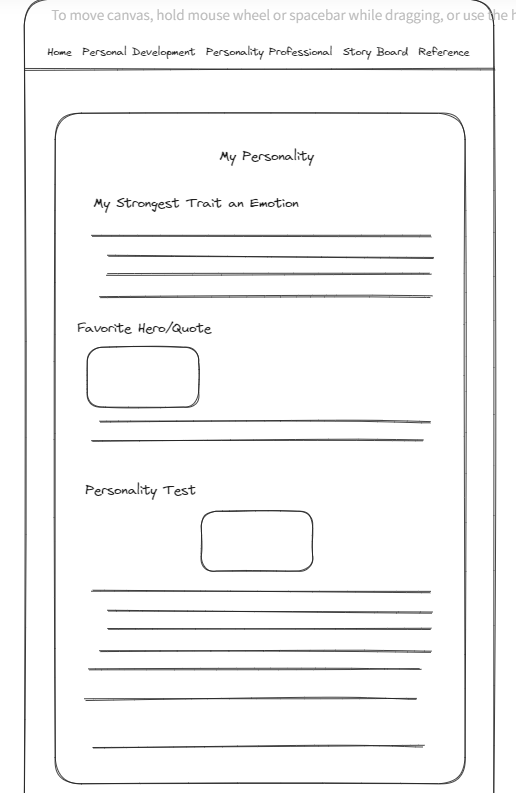 To move canvas, hold mouse wheel or spacebar while dragging, or use the h
Home Personal Development Personality Professional Story Board Reference
My Personality
My Strongest Trait an Emotion
Favorite Hero/Quote
Personality Test